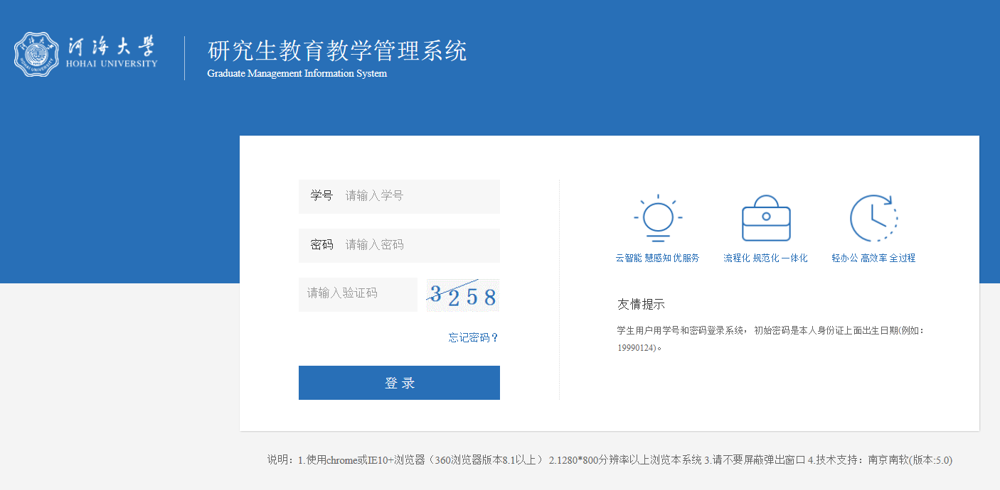 河海大学
HOHAI UNIVERSITY
研究生教育教学管理系统
Graduate Management Information System
学号 请输入学号
密码 请输入密码
请输入验证码 3258
忘记密码？
登 录
云智能 慧感知 优服务
流程化 规范化 一体化
轻办公 高效率 全过程
友情提示
学生用户用学号和密码登录系统，初始密码是本人身份证上面出生日期(例如：
19990124)。
说明：1.使用chrome或IE10+浏览器（360浏览器版本8.1以上） 2.1280*800分辨率以上浏览本系统 3.请不要屏蔽弹出窗口 4.技术支持：南京南软(版本:5.0)